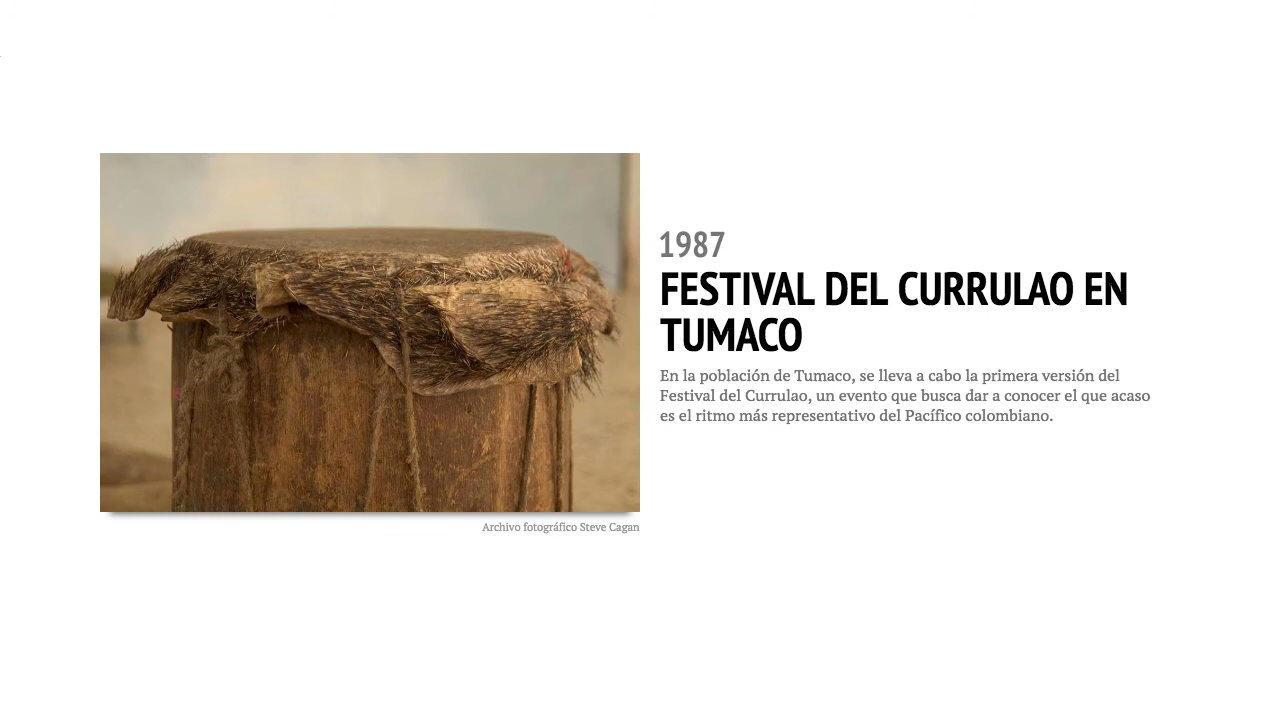 1987
FESTIVAL DEL CURRULAO EN
TUMACO
En la población de Tumaco, se lleva a cabo la primera versión del
Festival del Currulao, un evento que busca dar a conocer el que acaso
es el ritmo más representativo del Pacífico colombiano.
Archivo fotográfico Steve Cagan